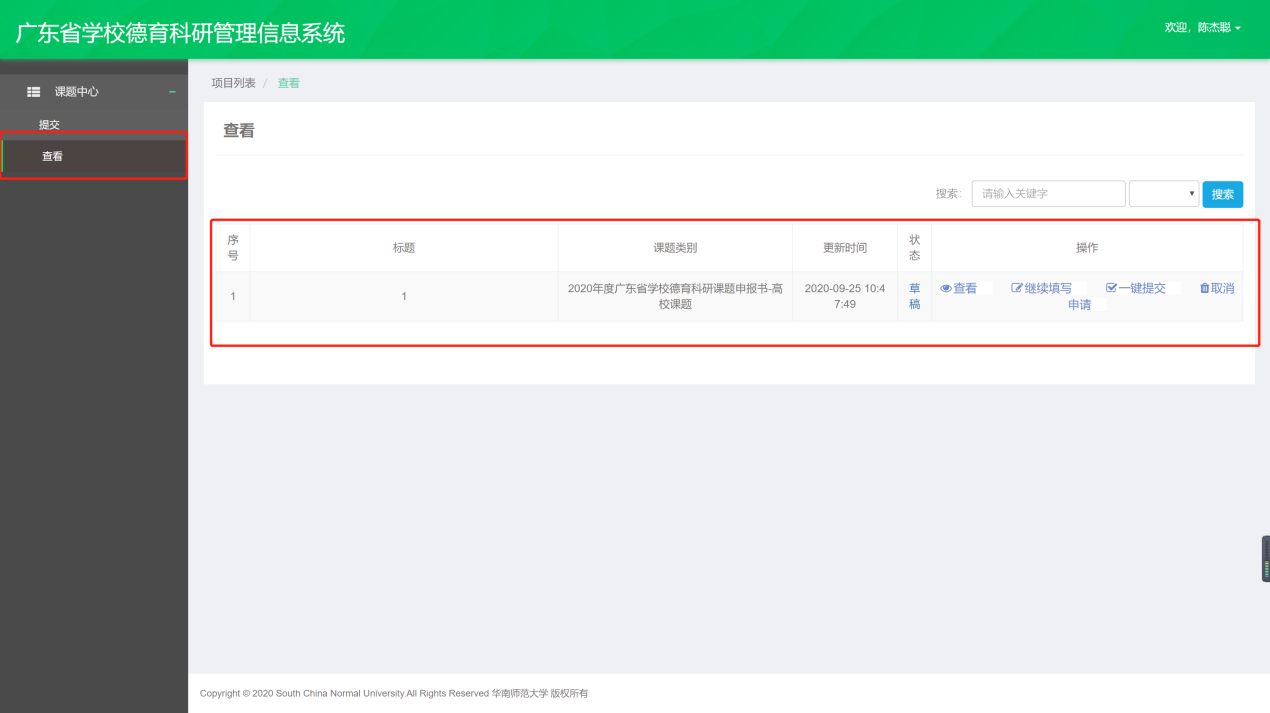 广东省学校德育科研管理信息系统
欢迎，陈杰聪
课题中心
提交
查看
项目列表 / 查看
查看
搜索：
请输入关键字
搜索
序号
标题
课题类别
更新时间
状态
操作
1
1
2020年度广东省学校德育科研课题申报书-高
校课题
2020-09-25 10:4
7:49
草稿
查看 继续填写 一键提交 取消
申请
Copyright © 2020 South China Normal University.All Rights Reserved 华南师范大学 版权所有